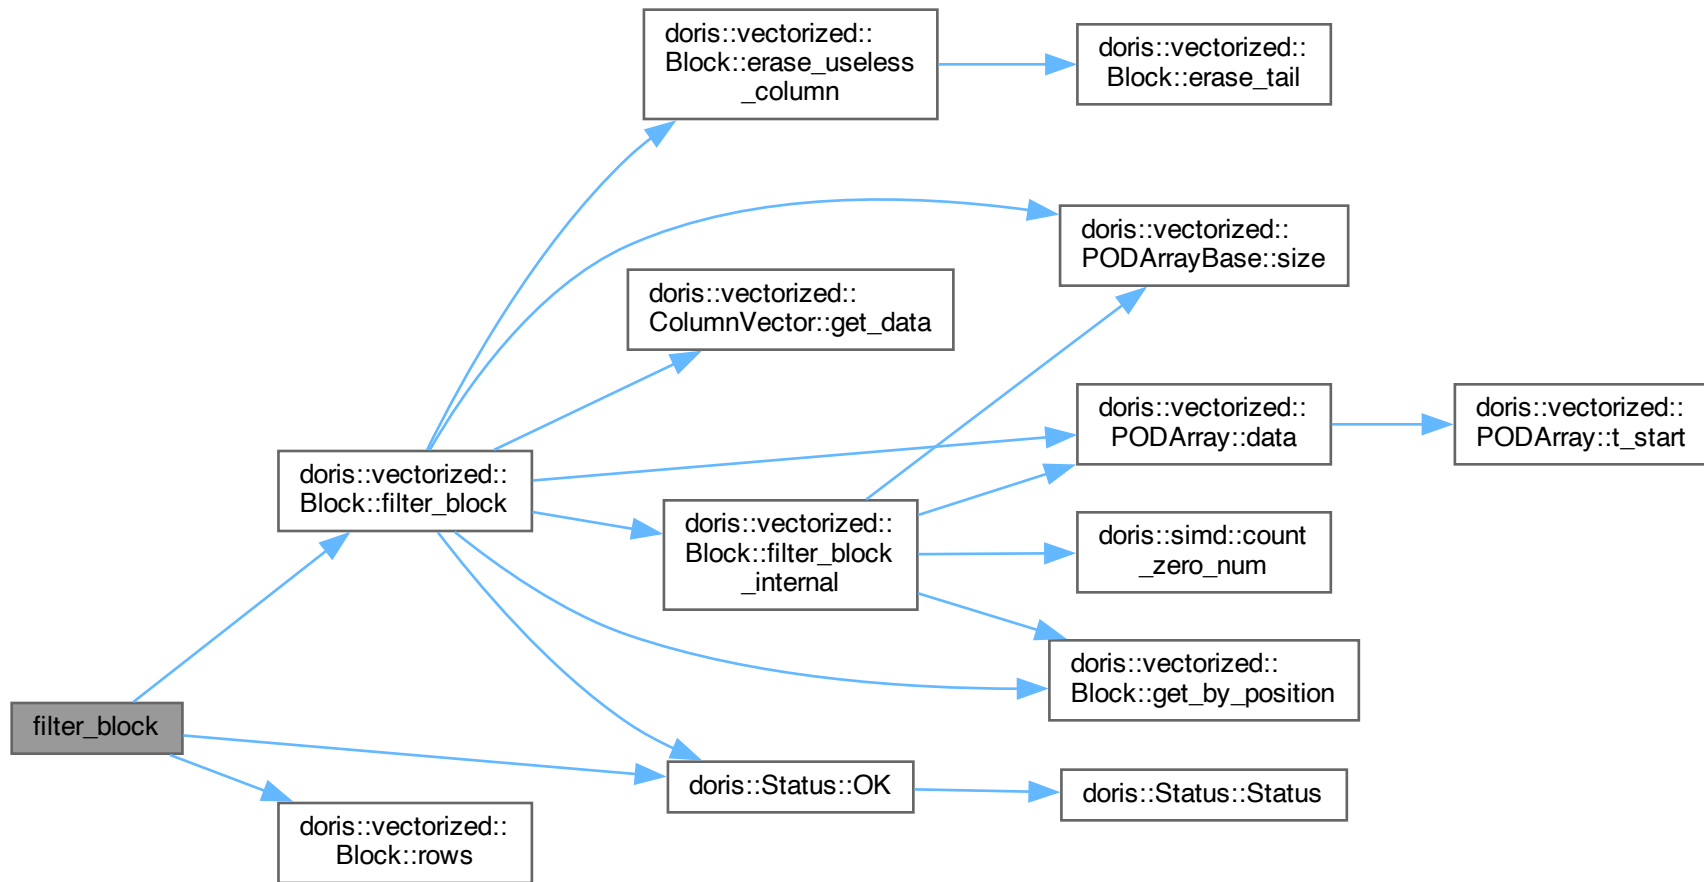 doris::vectorized::
Block::erase_useless
_column
doris::vectorized::
Block::erase_tail
doris::vectorized::
PODArrayBase::size
doris::vectorized::
ColumnVector::get_data
doris::vectorized::
PODArray::data
doris::vectorized::
PODArray::t_start
doris::vectorized::
Block::filter_block
doris::vectorized::
Block::filter_block
_internal
doris::simd::count
_zero_num
doris::vectorized::
Block::get_by_position
filter_block
doris::Status::OK
doris::Status::Status
doris::vectorized::
Block::rows